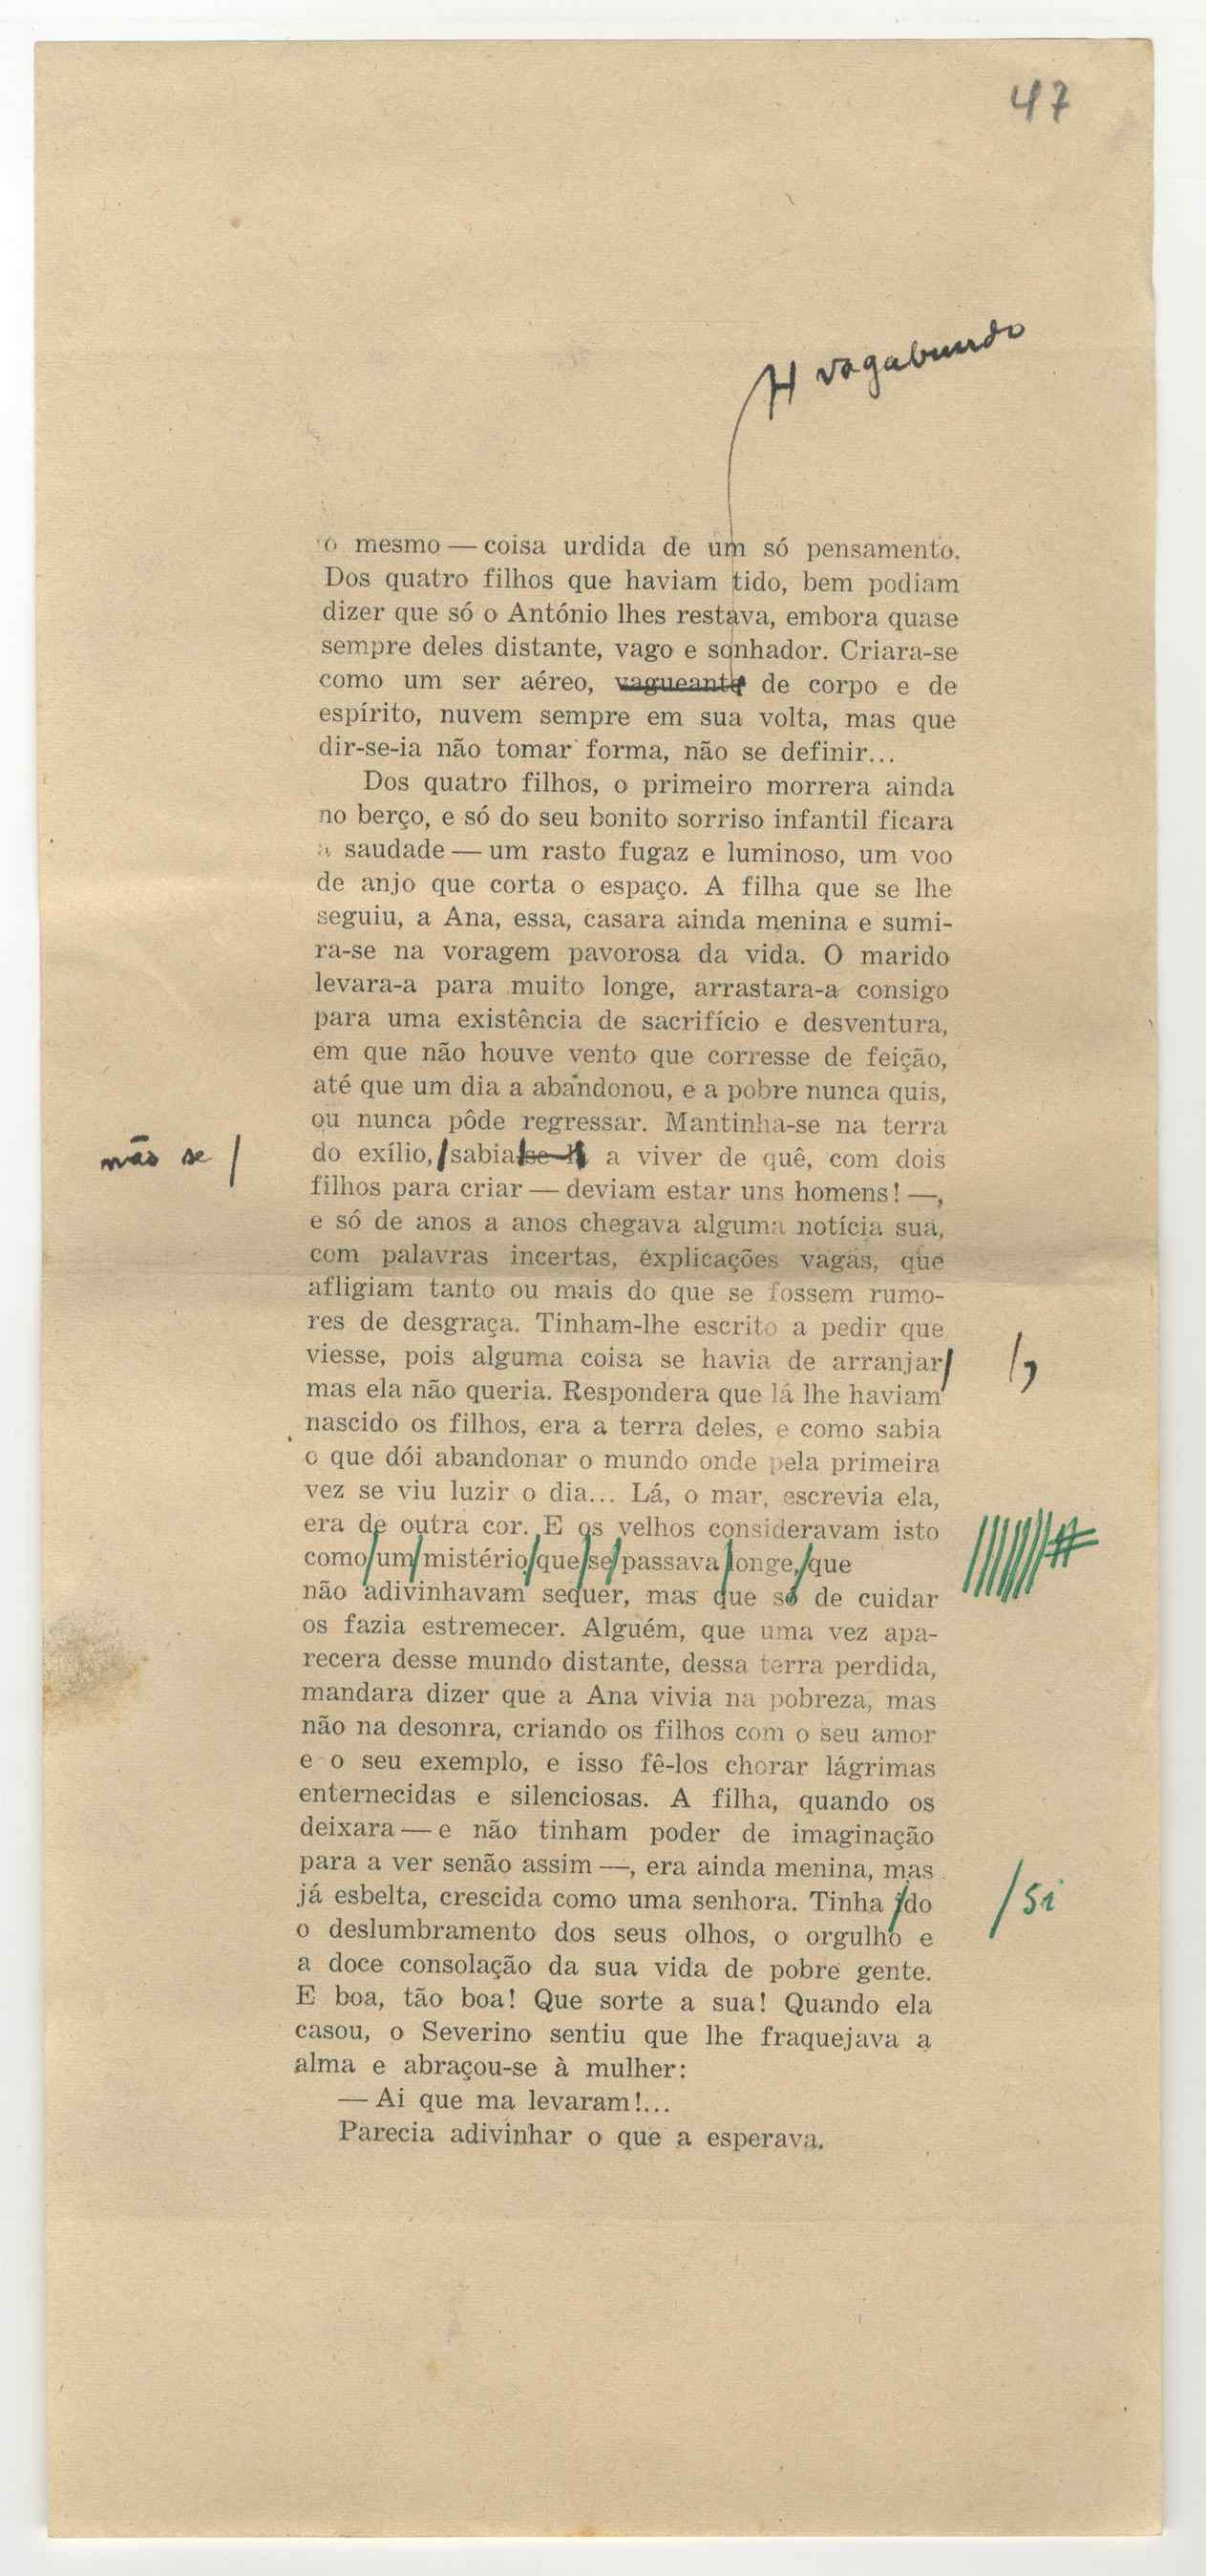 47
H vagabundo
o mesmo — coisa urdida de um só pensamento.
Dos quatro filhos que haviam tido, bem podiam
dizer que só o António lhes restava, embora quase
sempre deles distante, vago e sonhador. Criara-se
como um ser aéreo, vagueante de corpo e de
espírito, nuvem sempre em sua volta, mas que
dir-se-ia não tomar forma, não se definir...
Dos quatro filhos, o primeiro morrera ainda
no berço, e só do seu bonito sorriso infantil ficara
a saudade — um rasto fugaz e luminoso, um voo
de anjo que corta o espaço. A filha que se lhe
seguiu, a Ana, essa, casara ainda menina e sumi-
ra-se na voragem pavorosa da vida. O marido
levara-a para muito longe, arrastara-a consigo
para uma existência de sacrifício e desventura,
em que não houve vento que corresse de feição,
até que um dia a abandonou, e a pobre nunca quis,
ou nunca pôde regressar. Mantinha-se na terra
não se / do exílio, / sabia se lá a viver de quê, com dois
filhos para criar — deviam estar uns homens! —,
e só de anos a anos chegava alguma notícia sua,
com palavras incertas, explicações vagas, que
afligiam tanto ou mais do que se fossem rumo-
res de desgraça. Tinham-lhe escrito a pedir que
viesse, pois alguma coisa se havia de arranjar / /,
mas ela não queria. Respondera que lá lhe haviam
nascido os filhos, era a terra deles, e como sabia
o que dói abandonar o mundo onde pela primeira
vez se viu luzir o dia... Lá, o mar, escrevia ela,
era de outra cor. E os velhos consideravam isto
como/um/mistério/que/se/passava/longe,/que ///////#
não adivinhavam sequer, mas que só de cuidar
os fazia estremecer. Alguém, que uma vez apa-
recera desse mundo distante, dessa terra perdida,
mandara dizer que a Ana vivia na pobreza, mas
não na desonra, criando os filhos com o seu amor
e o seu exemplo, e isso fê-los chorar lágrimas
enternecidas e silenciosas. A filha, quando os
deixara — e não tinham poder de imaginação
para a ver senão assim —, era ainda menina, mas
já esbelta, crescida como uma senhora. Tinha /do /si
o deslumbramento dos seus olhos, o orgulho e
a doce consolação da sua vida de pobre gente.
E boa, tão boa! Que sorte a sua! Quando ela
casou, o Severino sentiu que lhe fraquejava a
alma e abraçou-se à mulher:
— Ai que ma levaram!...
Parecia adivinhar o que a esperava.